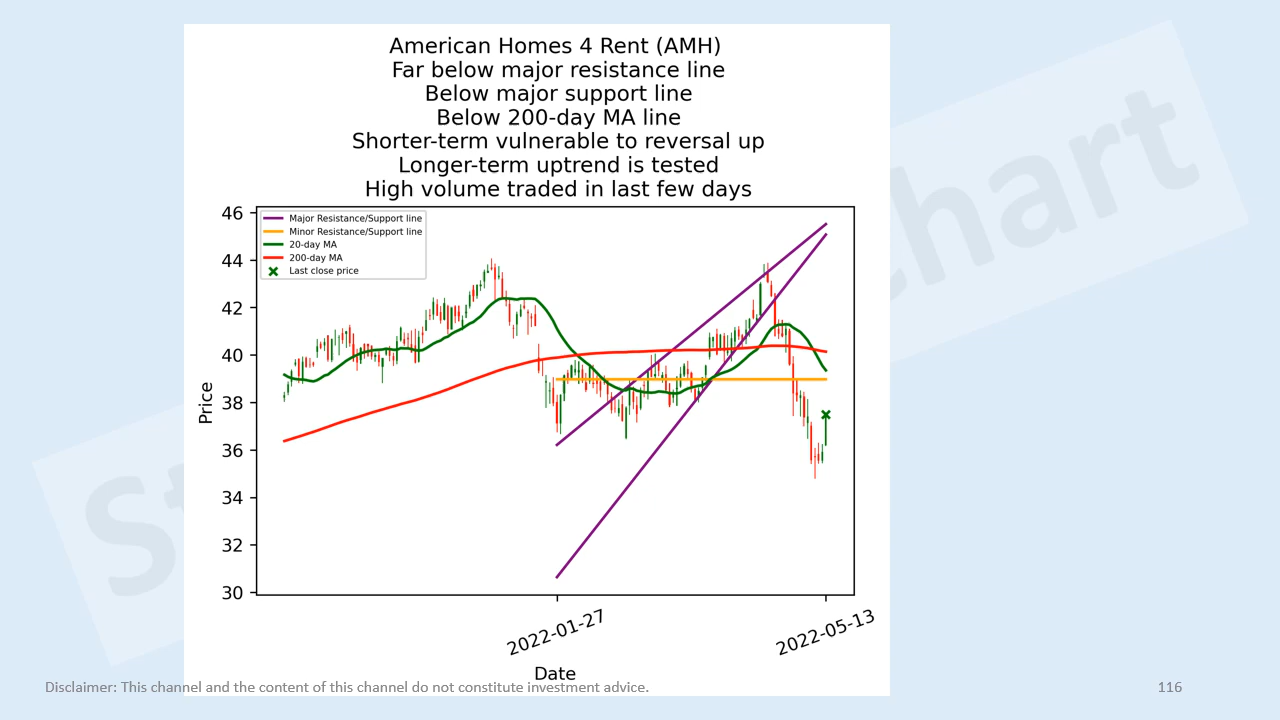 American Homes 4 Rent (AMH)
Far below major resistance line
Below major support line
Below 200-day MA line
Shorter-term vulnerable to reversal up
Longer-term uptrend is tested
High volume traded in last few days
Major Resistance/Support line
Minor Resistance/Support line
20-day MA
200-day MA
Last close price
46
44
42
40
38
36
34
32
30
Price
2022-01-27
2022-05-13
Date
Disclaimer: This channel and the content of this channel do not constitute investment advice.
116